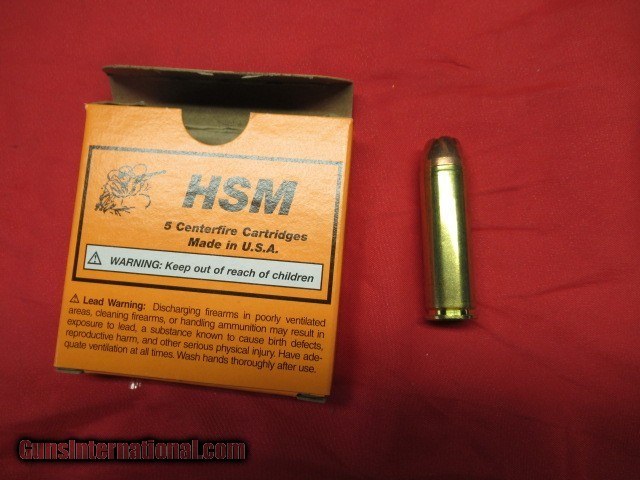 HSM
5 Centerfire Cartridges
Made in U.S.A.
WARNING: Keep out of reach of children
Lead Warning: Discharging firearms in poorly ventilated
areas, cleaning firearms, or handling ammunition may result in
exposure to lead, a substance known to cause birth defects,
reproductive harm, and other serious physical injury. Have ade-
quate ventilation at all times. Wash hands thoroughly after use.
GunsInternational.com